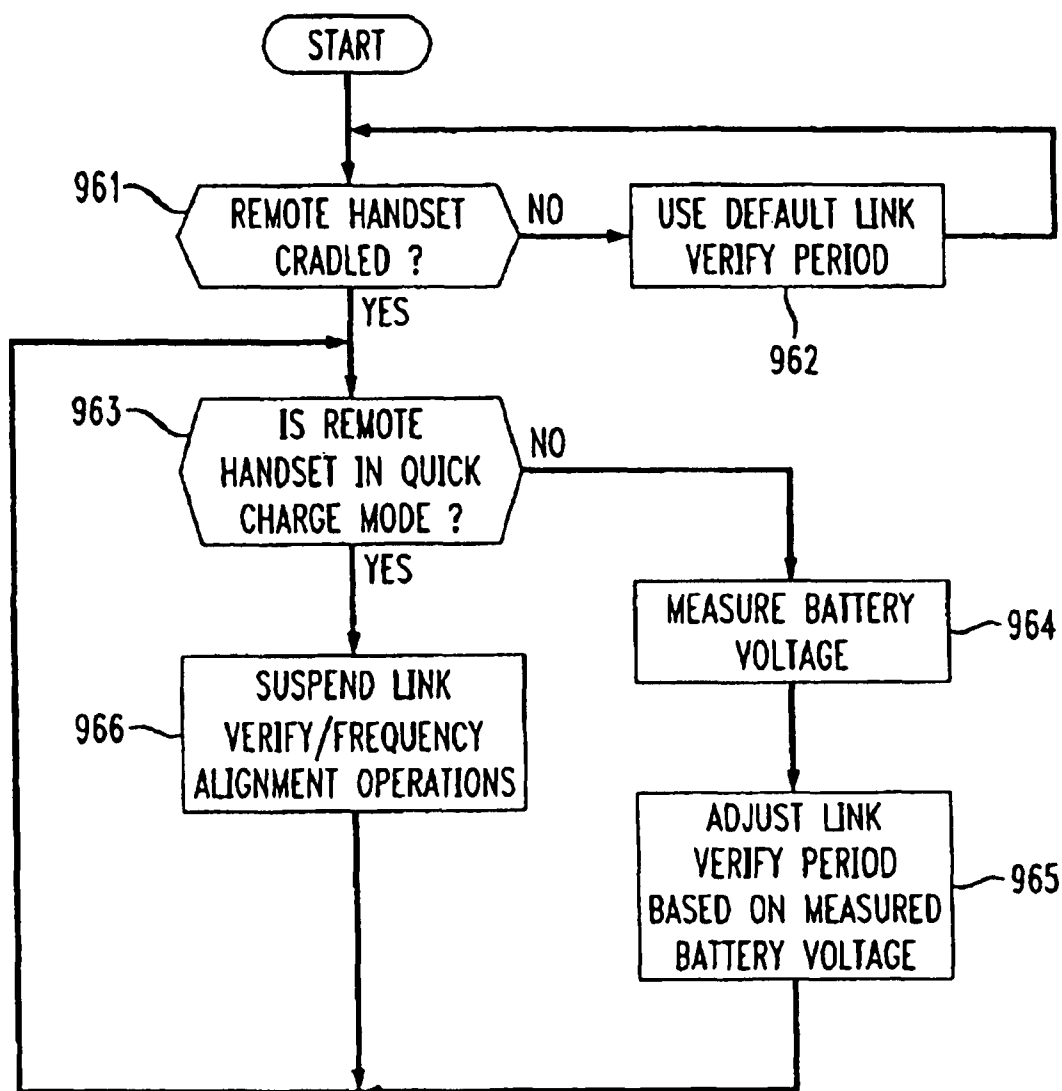 START
961
REMOTE HANDSET
CRADLED ?
NO
USE DEFAULT LINK
VERIFY PERIOD
962
YES
963
IS REMOTE
HANDSET IN QUICK
CHARGE MODE ?
NO
YES
MEASURE BATTERY
VOLTAGE
964
966
SUSPEND LINK
VERIFY/FREQUENCY
ALIGNMENT OPERATIONS
ADJUST LINK
VERIFY PERIOD
BASED ON MEASURED
BATTERY VOLTAGE
965